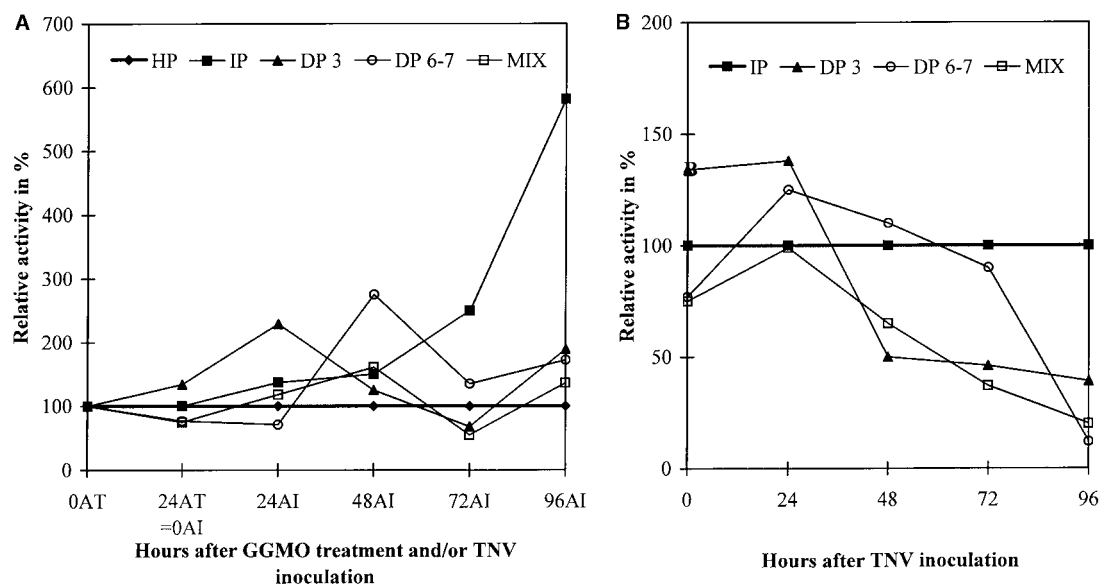 A
700
600
500
400
300
200
100
0
HP IP DP 3 DP 6-7 MIX
Relative activity in %
0AT 24AT 24AI 48AI 72AI 96AI
=0AI
Hours after GGMO treatment and/or TNV
inoculation
B
200
150
100
50
0
IP DP 3 DP 6-7 MIX
Relative activity in %
0 24 48 72 96
Hours after TNV inoculation